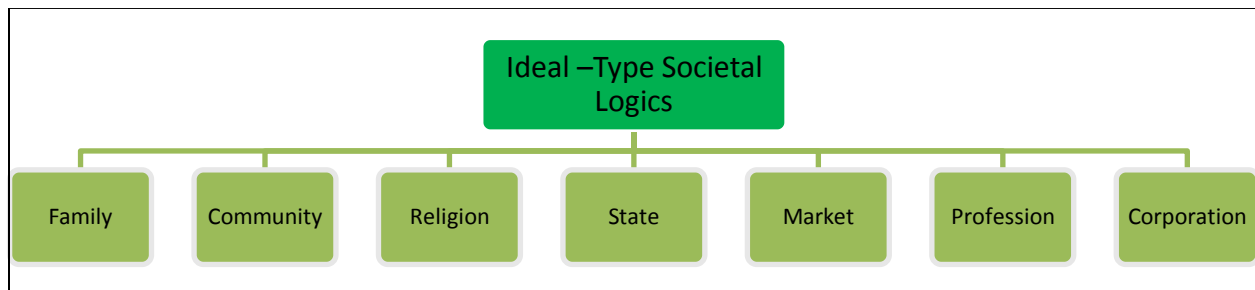 Ideal –Type Societal
Logics
Family
Community
Religion
State
Market
Profession
Corporation